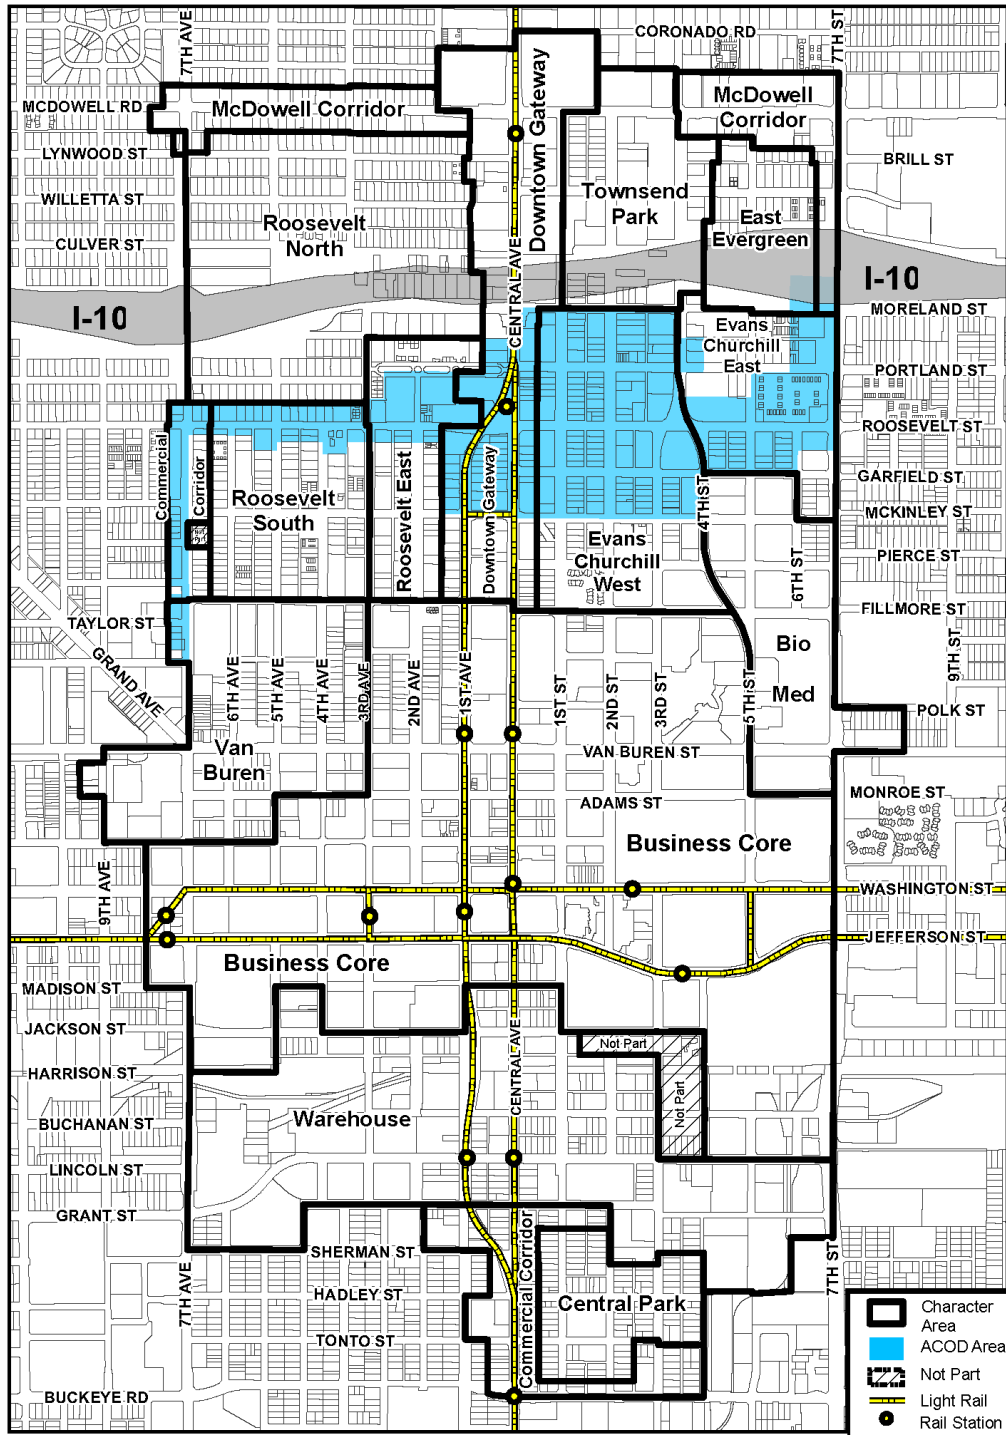 CORONADO RD
7TH AVE
7TH ST
Downtown Gateway
McDowell
Corridor
MCDOWELL RD
McDowell Corridor
LYNWOOD ST
BRILL ST
WILLETTA ST
Townsend
Park
East
Evergreen
Roosevelt
North
CULVER ST
CENTRAL AVE
I-10
I-10
MORELAND ST
Evans
Churchill
East
PORTLAND ST
ROOSEVELT ST
Commercial
Corridor
Roosevelt
South
Roosevelt East
Downtown Gateway
GARFIELD ST
4TH ST
MCKINLEY ST
Evans
Churchill
West
PIERCE ST
6TH ST
FILLMORE ST
TAYLOR ST
GRAND AVE
9TH ST
Bio
Med
6TH AVE
5TH AVE
4TH AVE
3RD AVE
2ND AVE
1ST AVE
1ST ST
2ND ST
3RD ST
5TH ST
POLK ST
Van
Buren
VAN BUREN ST
MONROE ST
ADAMS ST
Business Core
9TH AVE
WASHINGTON ST
JEFFERSON ST
Business Core
MADISON ST
JACKSON ST
Not Part
HARRISON ST
CENTRAL AVE
Not Part
Warehouse
BUCHANAN ST
LINCOLN ST
GRANT ST
SHERMAN ST
7TH AVE
7TH ST
HADLEY ST
Commercial Corridor
Central Park
TONTO ST
BUCKEYE RD
Character
Area
ACOD Area
Not Part
Light Rail
Rail Station